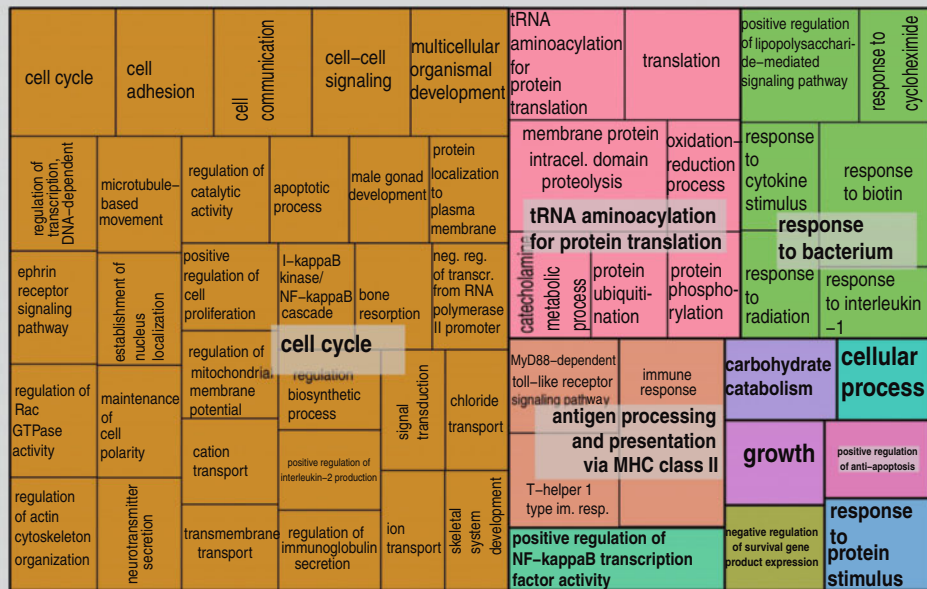 cell cycle
cell
adhesion
cell
communication
cell-cell
signaling
multicellular
organismal
development
regulation of
transcription,
DNA-dependent
microtubule-
based
movement
regulation of
catalytic
activity
apoptotic
process
male gonad
development
protein
localization
to
plasma
membrane
ephrin
receptor
signaling
pathway
establishment of
nucleus
localization
positive
regulation of
cell
proliferation
I-kappaB
kinase/
NF-kappaB
cascade
bone
resorption
neg. reg.
of transcr.
from RNA
polymerase
II promoter
cell cycle
regulation of
Rac
GTPase
activity
maintenance
of
cell
polarity
regulation of
mitochondrial
membrane
potential
regulation
biosynthetic
process
signal
transduction
chloride
transport
cation
transport
positive regulation of
interleukin-2 production
regulation
of actin
cytoskeleton
organization
neurotransmitter
secretion
transmembrane
transport
regulation of
immunoglobulin
secretion
ion
transport
skeletal
system
development
tRNA
aminoacylation
for
protein
translation
translation
membrane protein
intracel. domain
proteolysis
oxidation-
reduction
process
tRNA aminoacylation
for protein translation
catecholamine
metabolic
process
protein
ubiquiti-
nation
protein
phospho-
rylation
positive regulation
of lipopolysacchari-
de-mediated
signaling pathway
response to
cycloheximide
response
to
cytokine
stimulus
response
to biotin
response
to bacterium
response
to
radiation
response
to interleukin
-1
MyD88-dependent
toll-like receptor
signaling pathway
immune
response
antigen processing
and presentation
via MHC class II
T-helper 1
type im. resp.
positive regulation of
NF-kappaB transcription
factor activity
carbohydrate
catabolism
cellular
process
growth
positive regulation
of anti-apoptosis
negative regulation
of survival gene
product expression
response
to
protein
stimulus